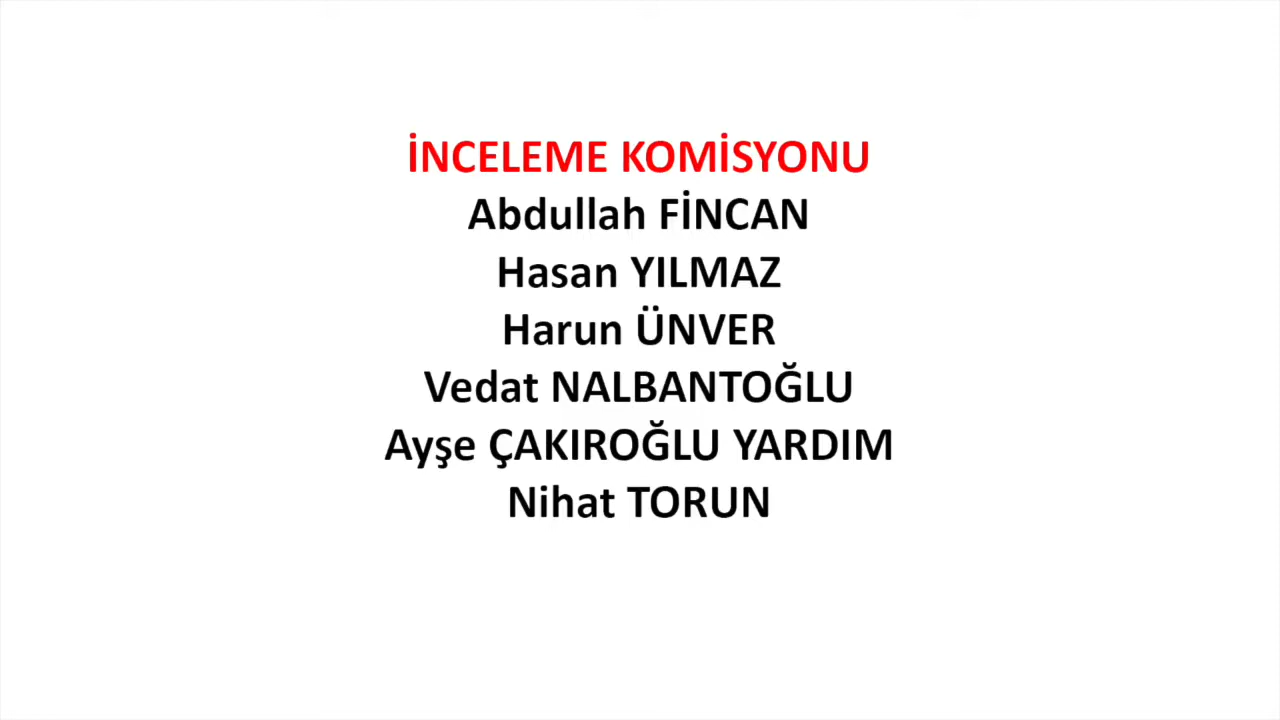 İNCELEME KOMİSYONU
Abdullah FİNCAN
Hasan YILMAZ
Harun ÜNVER
Vedat NALBANTOĞLU
Ayşe ÇAKIROĞLU YARDIM
Nihat TORUN